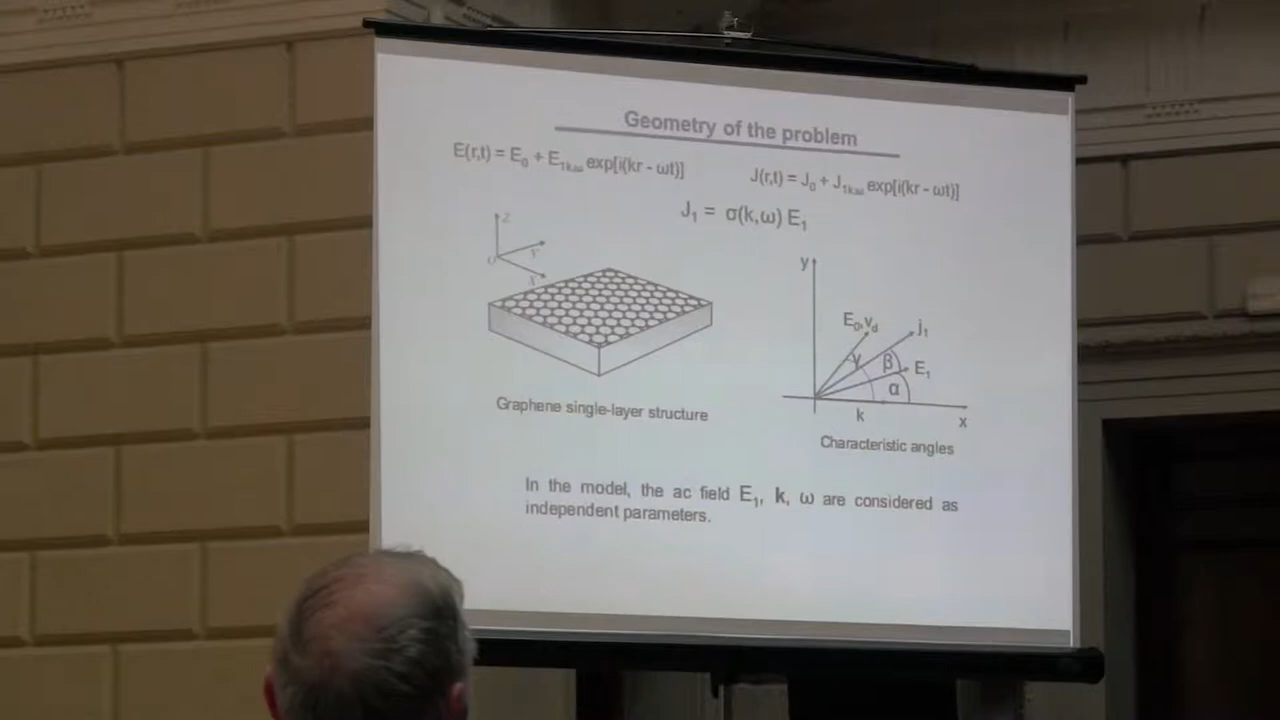 Geometry of the problem
E(r,t) = E₀ + E₁ₖω exp[i(kr - ωt)]
J(r,t) = J₀ + J₁ₖω exp[i(kr - ωt)]
J₁ = σ(k,ω) E₁
Z
Y
O
X
y
E₀,v_d
j₁
γ
β
E₁
α
k
x
Graphene single-layer structure
Characteristic angles
In the model, the ac field E₁, k, ω are considered as
independent parameters.